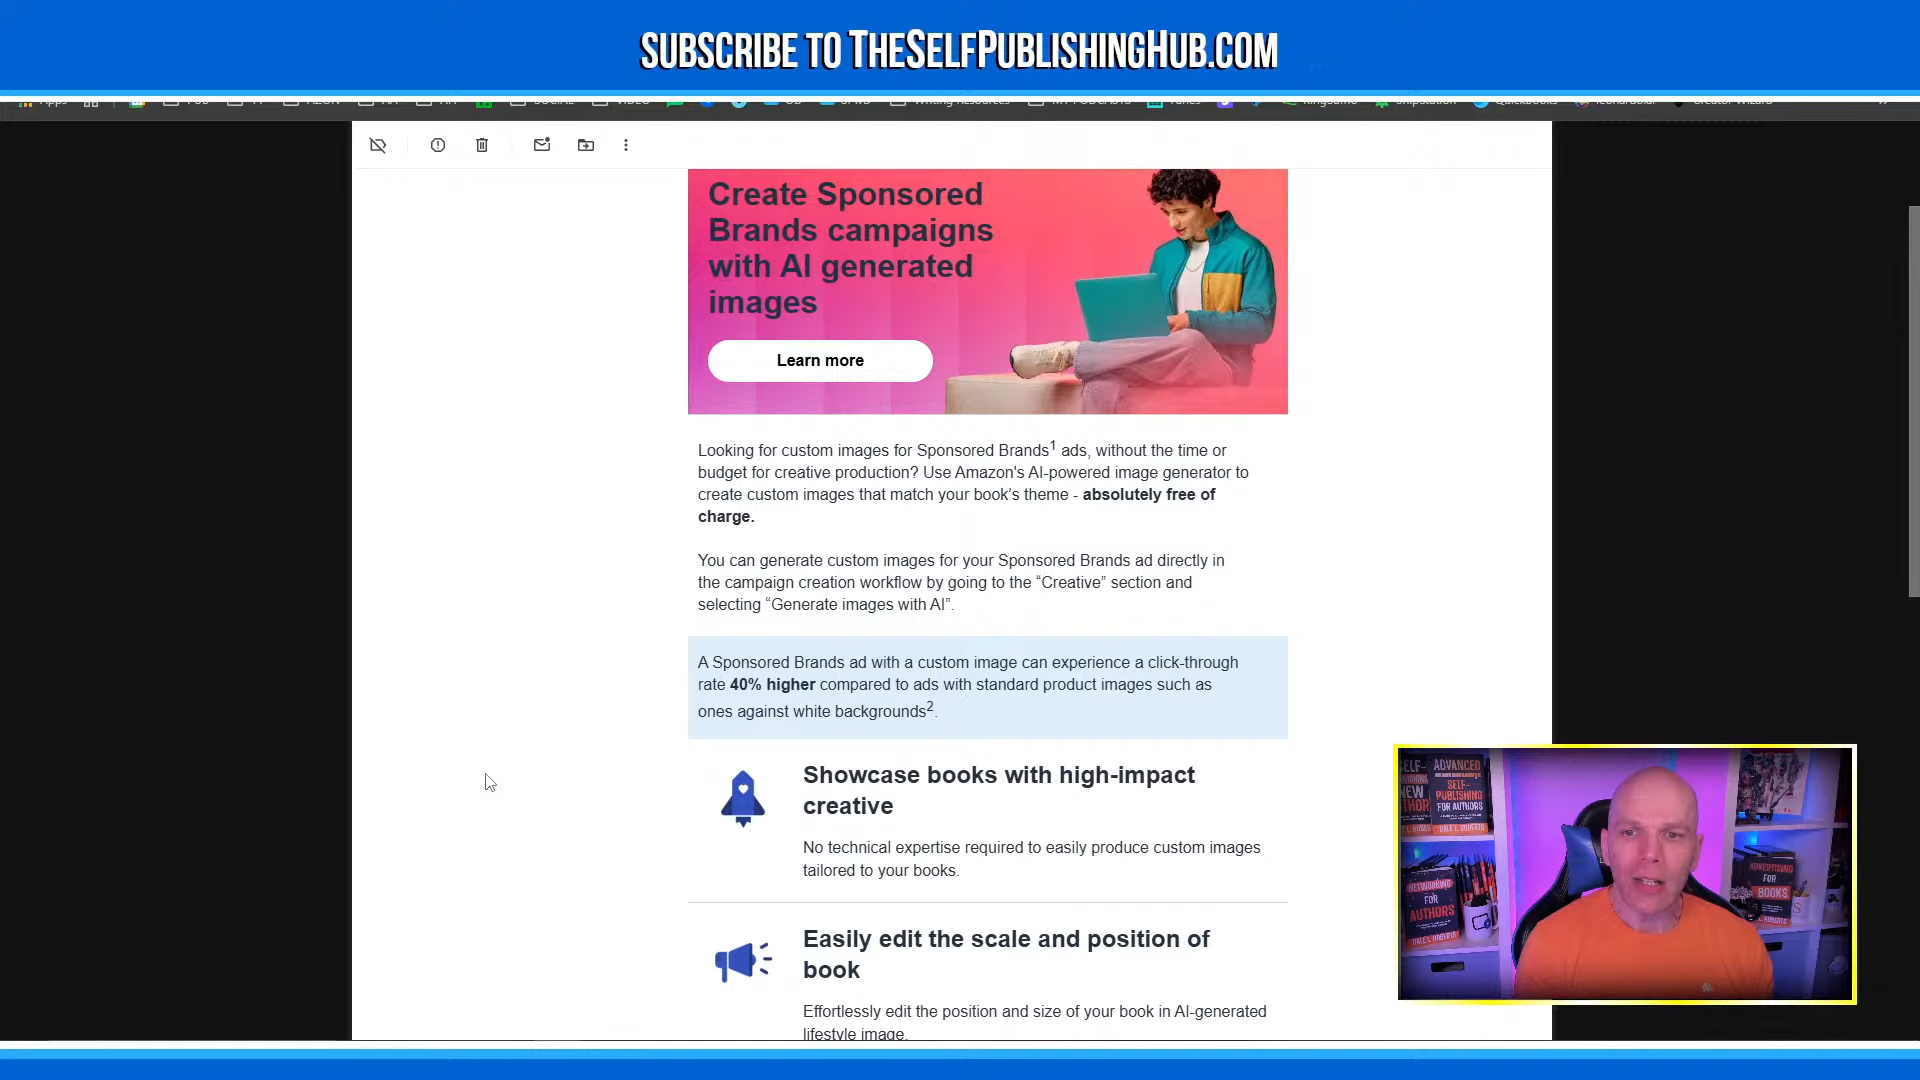 SUBSCRIBE TO THESELFPUBLISHINGHUB.COM
Create Sponsored
Brands campaigns
with AI generated
images
Learn more
Looking for custom images for Sponsored Brands1 ads, without the time or
budget for creative production? Use Amazon's AI-powered image generator to
create custom images that match your book's theme - absolutely free of
charge.
You can generate custom images for your Sponsored Brands ad directly in
the campaign creation workflow by going to the “Creative” section and
selecting “Generate images with AI”.
A Sponsored Brands ad with a custom image can experience a click-through
rate 40% higher compared to ads with standard product images such as
ones against white backgrounds2.
Showcase books with high-impact
creative
No technical expertise required to easily produce custom images
tailored to your books.
Easily edit the scale and position of
book
Effortlessly edit the position and size of your book in AI-generated
lifestyle image.
ADVANCED
SELF-
PUBLISHING
FOR AUTHORS
DALE L. ROBERTS
NETWORKING
FOR
AUTHORS
ADVERTISING
FOR
BOOKS